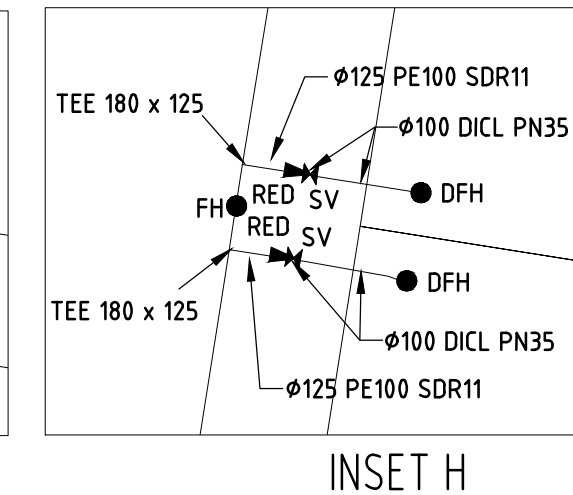 φ125 PE100 SDR11
TEE 180 x 125
φ100 DICL PN35
RED
SV
DFH
FH
RED
SV
DFH
TEE 180 x 125
φ100 DICL PN35
φ125 PE100 SDR11
INSET H